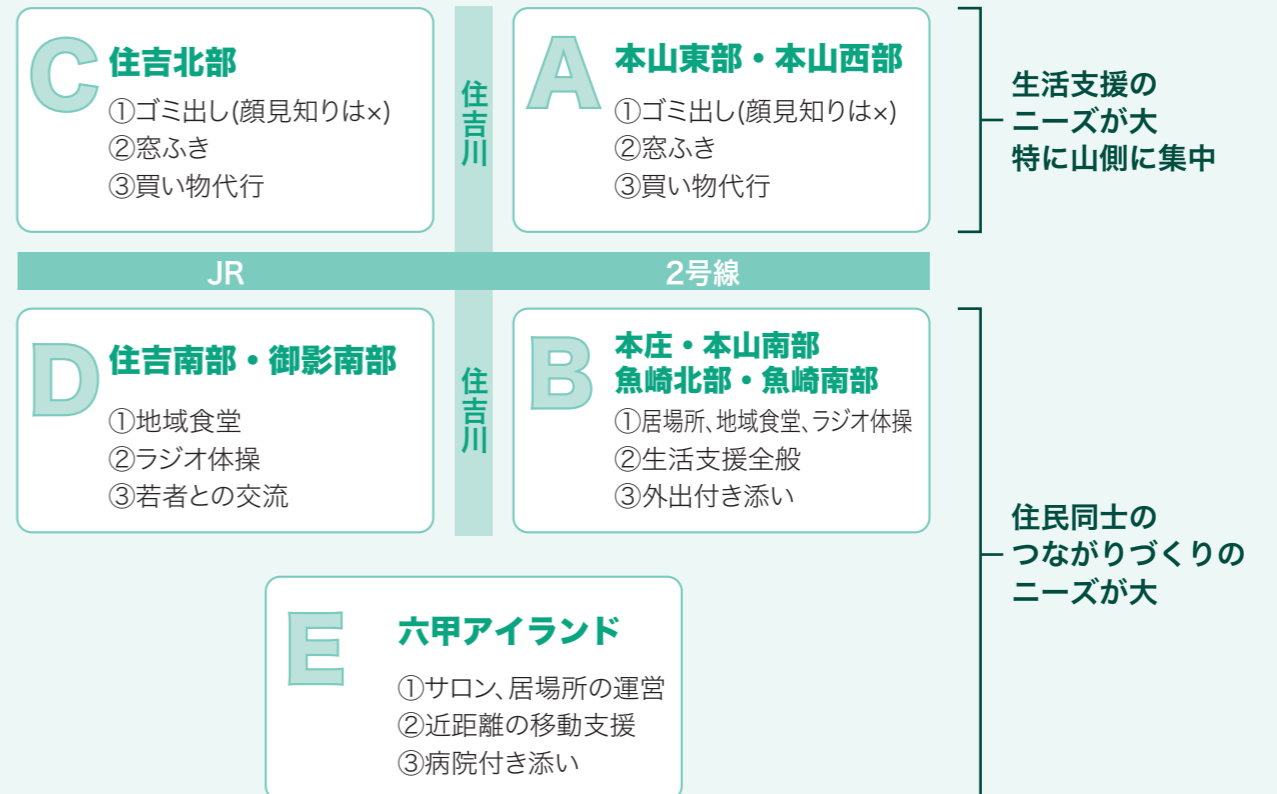 C
住吉北部
①ゴミ出し(顔見知りは×)
②窓ふき
③買い物代行
住吉川
A
本山東部・本山西部
①ゴミ出し(顔見知りは×)
②窓ふき
③買い物代行
生活支援の
ニーズが大
特に山側に集中
JR
2号線
D
住吉南部・御影南部
①地域食堂
②ラジオ体操
③若者との交流
住吉川
B
本庄・本山南部
魚崎北部・魚崎南部
①居場所、地域食堂、ラジオ体操
②生活支援全般
③外出付き添い
住民同士の
つながりづくりの
ニーズが大
E
六甲アイランド
①サロン、居場所の運営
②近距離の移動支援
③病院付き添い